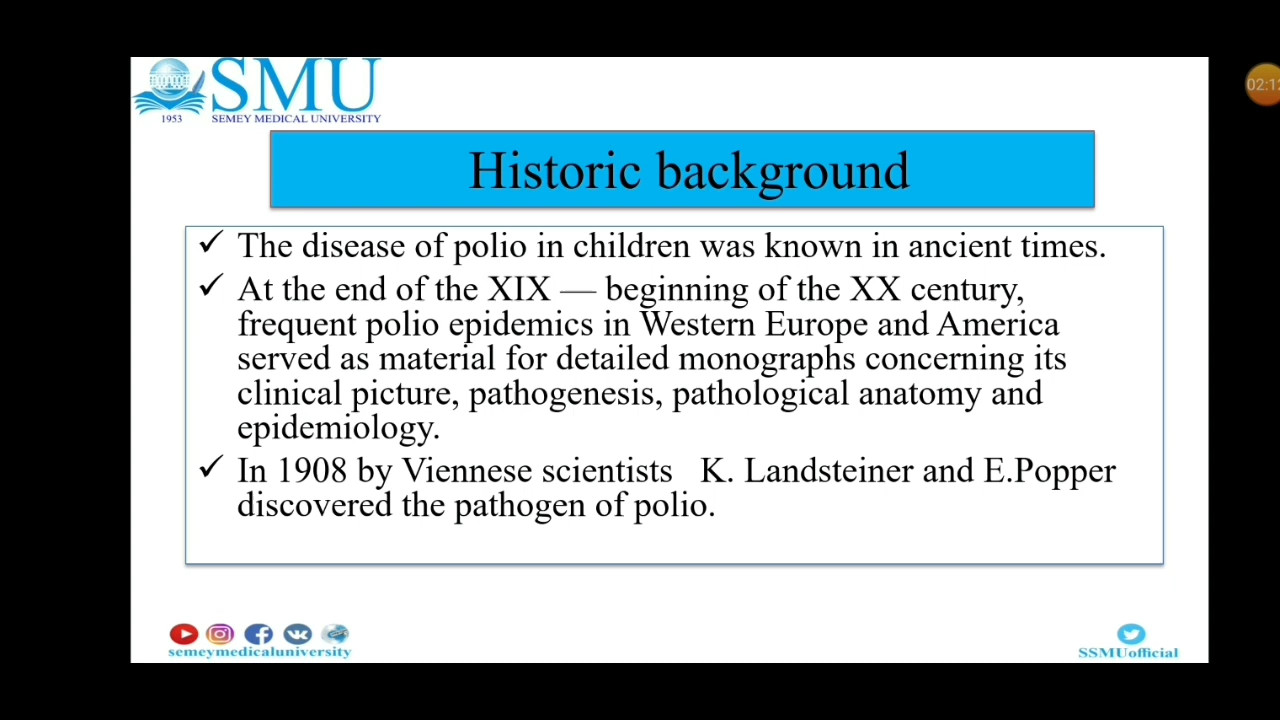 SMU
1953 SEMEY MEDICAL UNIVERSITY
02:12
Historic background
✓ The disease of polio in children was known in ancient times.
✓ At the end of the XIX — beginning of the XX century,
frequent polio epidemics in Western Europe and America
served as material for detailed monographs concerning its
clinical picture, pathogenesis, pathological anatomy and
epidemiology.
✓ In 1908 by Viennese scientists K. Landsteiner and E.Popper
discovered the pathogen of polio.
semeymedicaluniversity
SSMUofficial